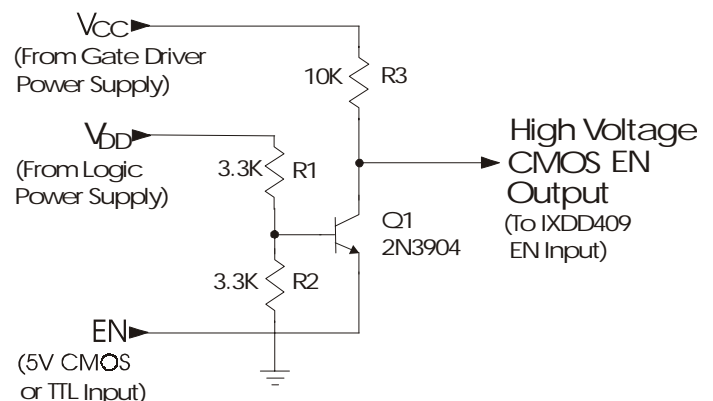 VCC
(From Gate Driver
Power Supply)
10K R3
VDD
(From Logic
Power Supply)
3.3K R1
High Voltage
CMOS EN
Output
(To IXDD409
EN Input)
Q1
2N3904
3.3K R2
EN
(5V CMOS
or TTL Input)